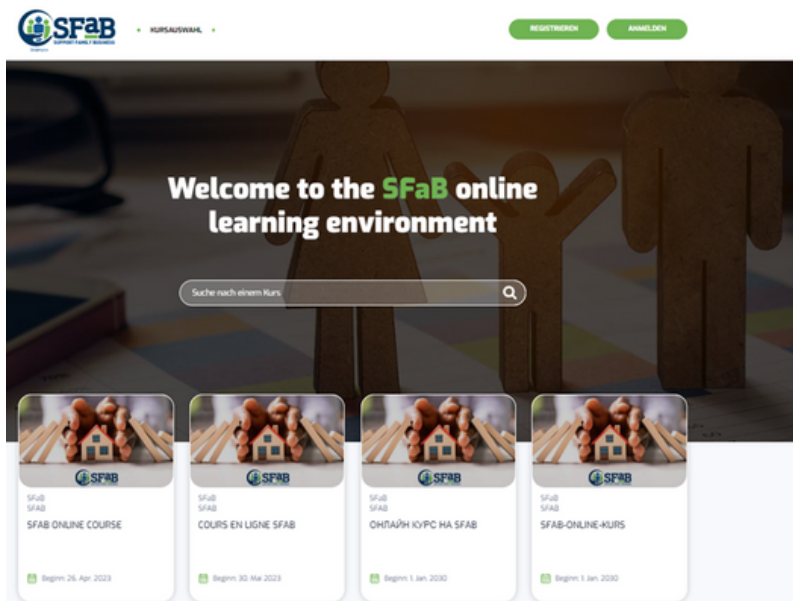 SFaB
SUPPORT FAMILY BUSINESS
KURSAUSWAHL
REGISTRIEREN
ANMELDEN
Welcome to the SFaB online
learning environment
Suche nach einem Kurs
SFaB
SFaB
SFaB
SFaB
SFaB
SFAB
SFAB ONLINE COURSE
Beginn: 26. Apr. 2023
SFaB
SFAB
COURS EN LIGNE SFAB
Beginn: 30. Mai 2023
SFaB
SFAB
ОНЛАЙН КУРС НА SFAB
Beginn: 1. Jan. 2030
SFaB
SFAB
SFAB-ONLINE-KURS
Beginn: 1. Jan. 2030